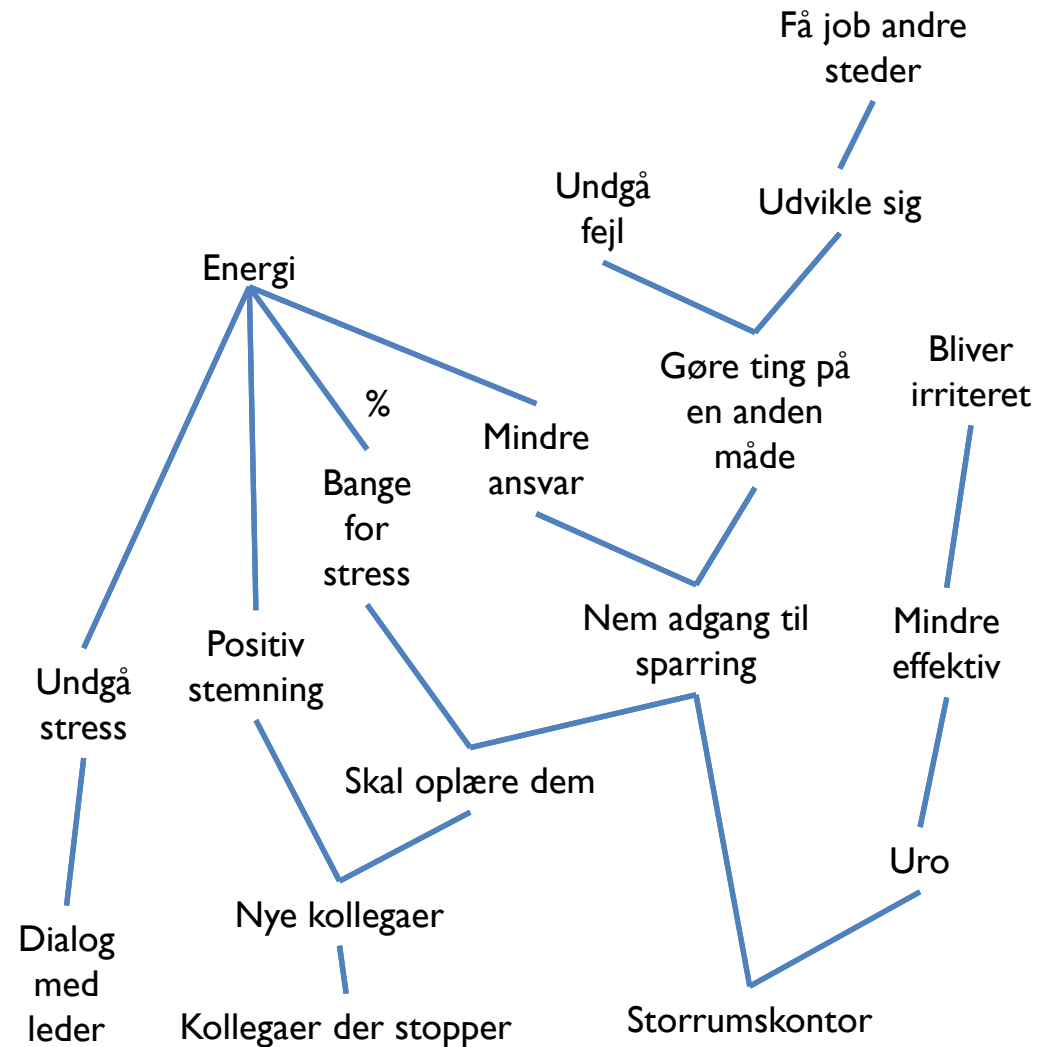 Få job andre
steder
Undgå
fejl
Udvikle sig
Energi
Gøre ting på
en anden
måde
Bliver
irriteret
%
Mindre
ansvar
Bange
for
stress
Nem adgang til
sparring
Mindre
effektiv
Positiv
stemning
Undgå
stress
Skal oplære dem
Uro
Nye kollegaer
Dialog
med
leder
Kollegaer der stopper
Storrumskontor